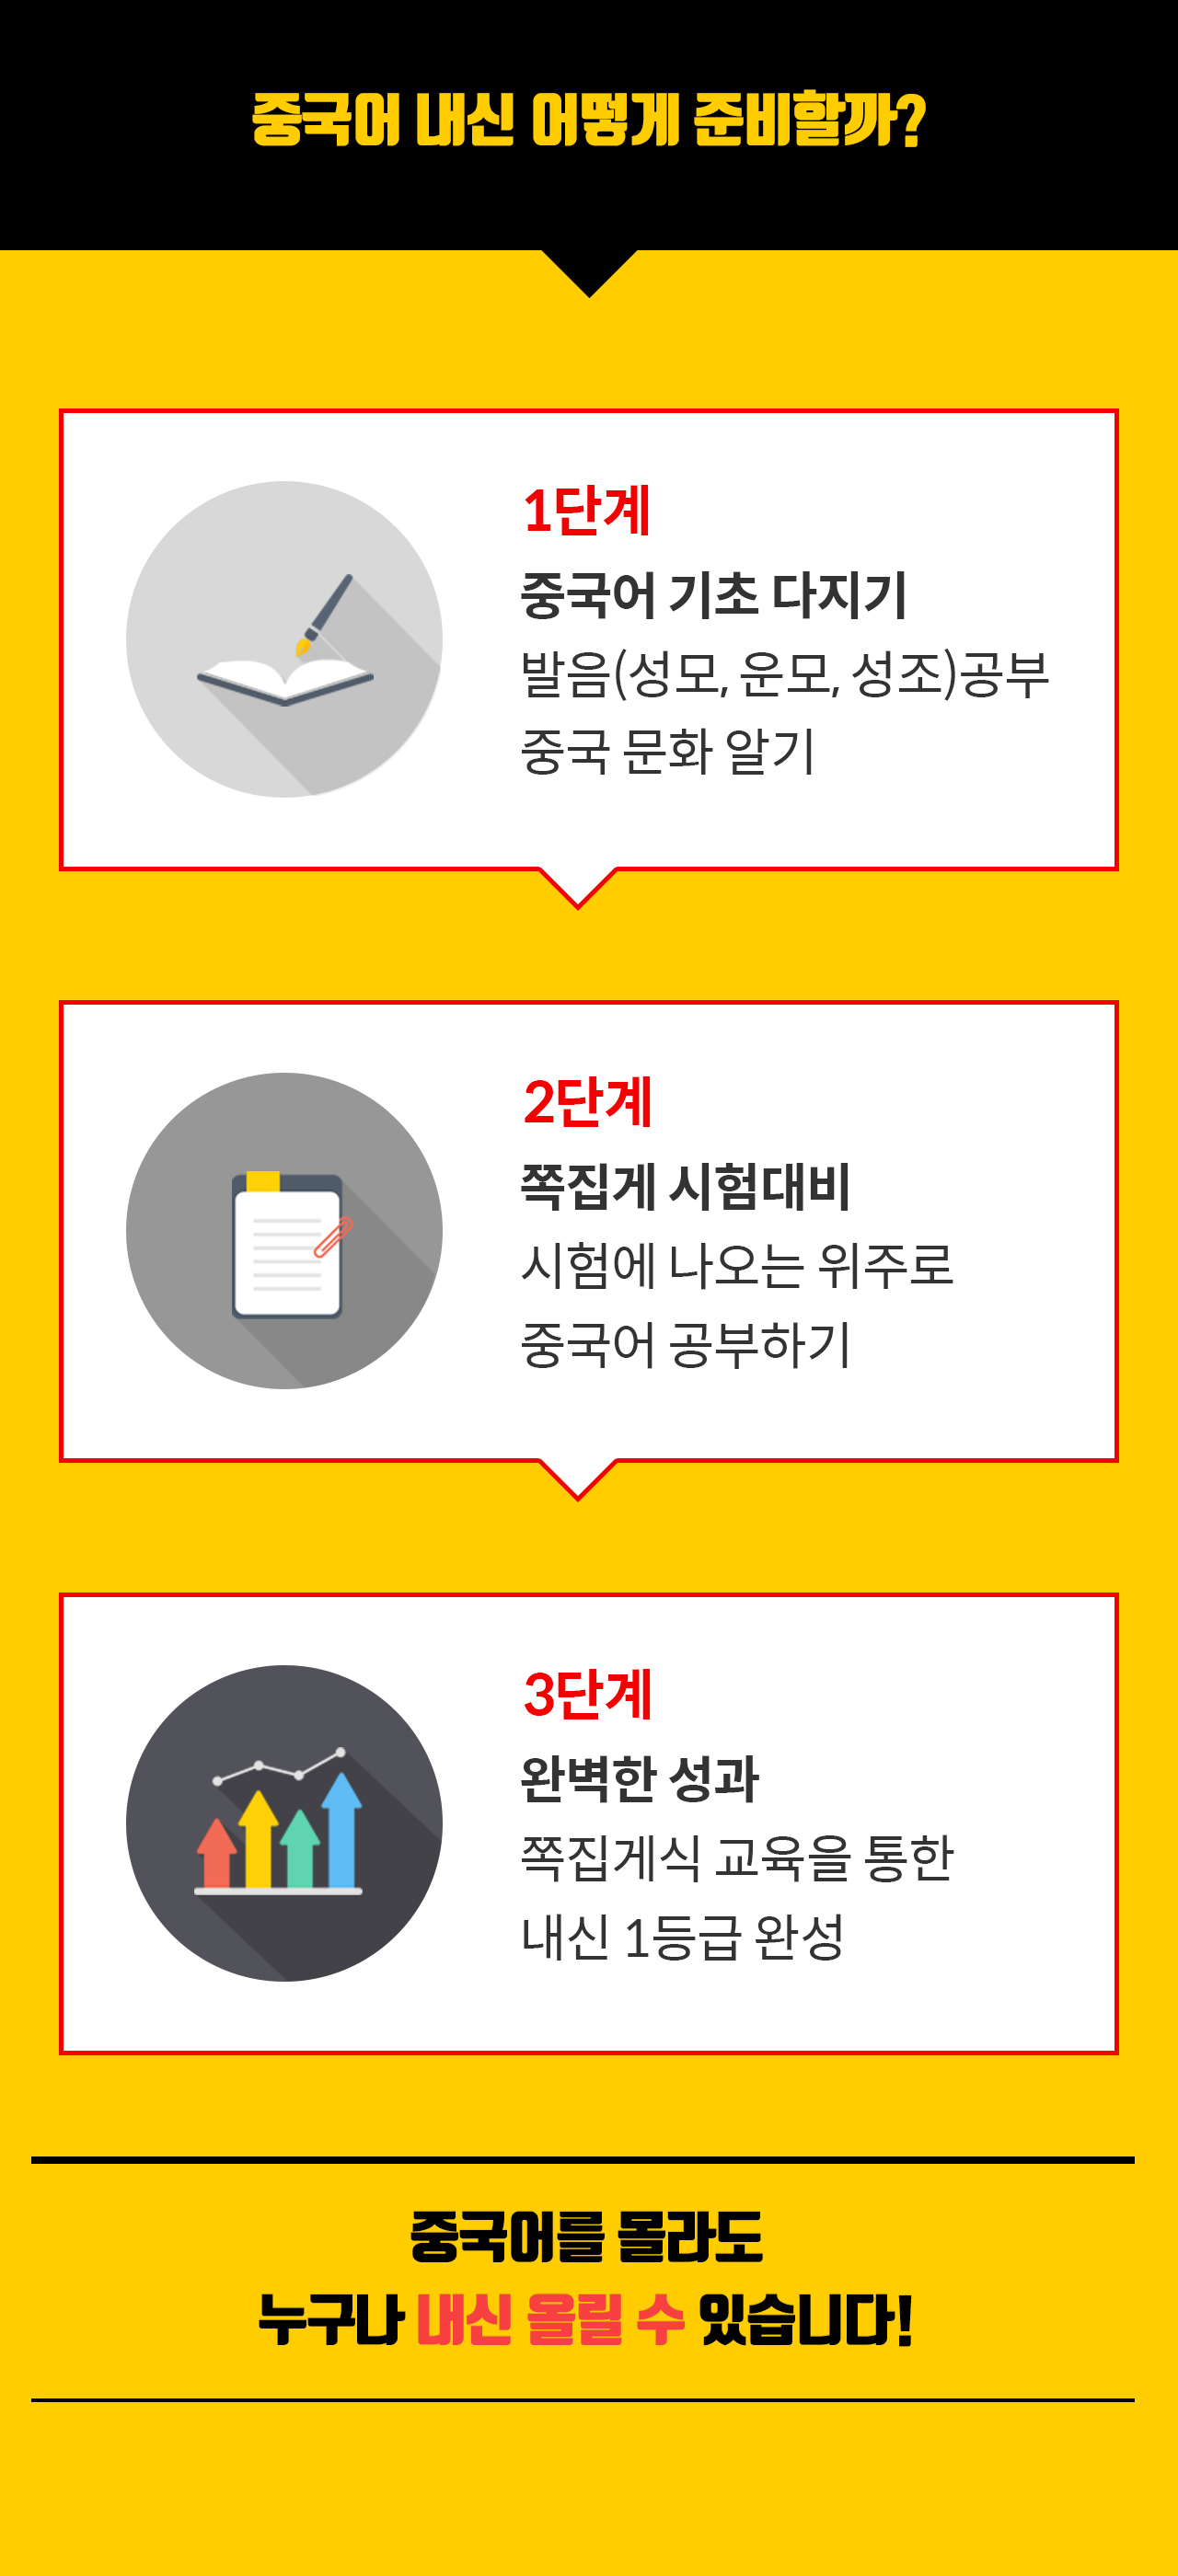 중국어 내신 어떻게 준비할까?
1단계
중국어 기초 다지기
발음(성모, 운모, 성조)공부
중국 문화 알기
2단계
쪽집게 시험대비
시험에 나오는 위주로
중국어 공부하기
3단계
완벽한 성과
쪽집게식 교육을 통한
내신 1등급 완성
중국어를 몰라도
누구나 내신 올릴 수 있습니다!